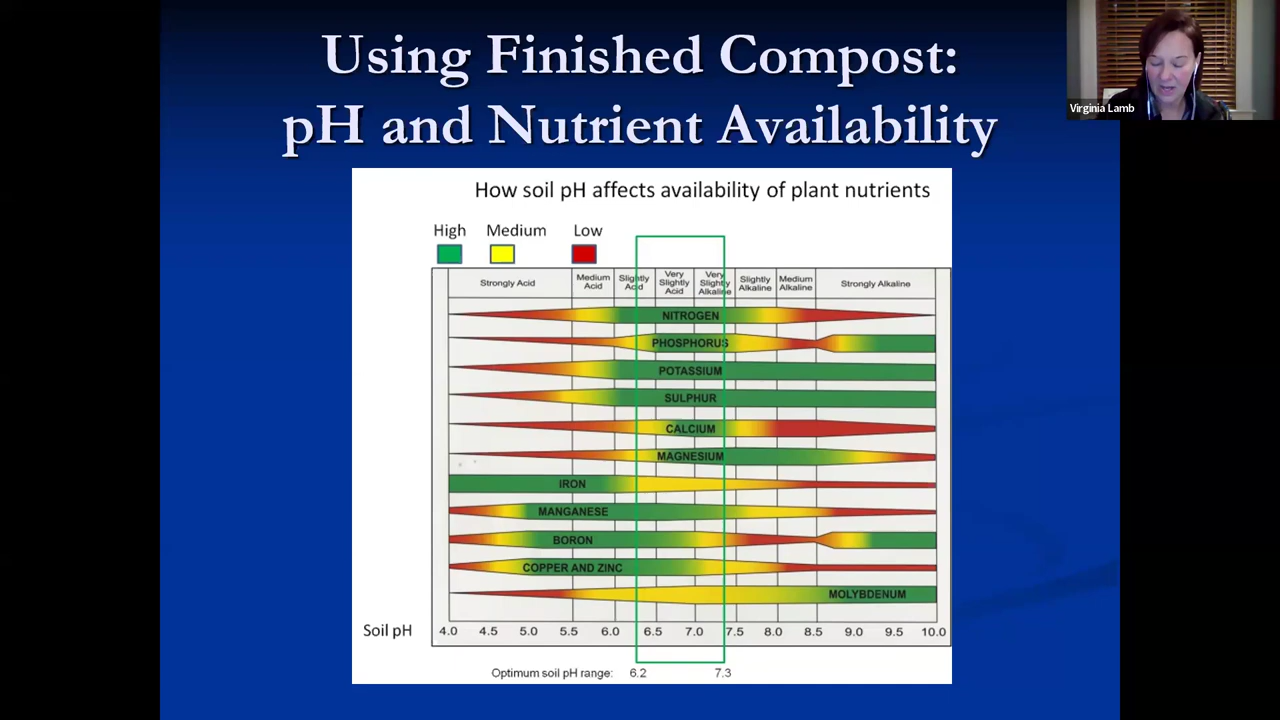 Using Finished Compost:
pH and Nutrient Availability
Virginia Lamb
How soil pH affects availability of plant nutrients
High Medium Low
Strongly Acid
Medium Acid
Slightly Acid
Very Slightly Acid
Very Slightly Alkaline
Slightly Alkaline
Medium Alkaline
Strongly Alkaline
NITROGEN
PHOSPHORUS
POTASSIUM
SULPHUR
CALCIUM
MAGNESIUM
IRON
MANGANESE
BORON
COPPER AND ZINC
MOLYBDENUM
Soil pH 4.0 4.5 5.0 5.5 6.0 6.5 7.0 7.5 8.0 8.5 9.0 9.5 10.0
Optimum soil pH range: 6.2 7.3